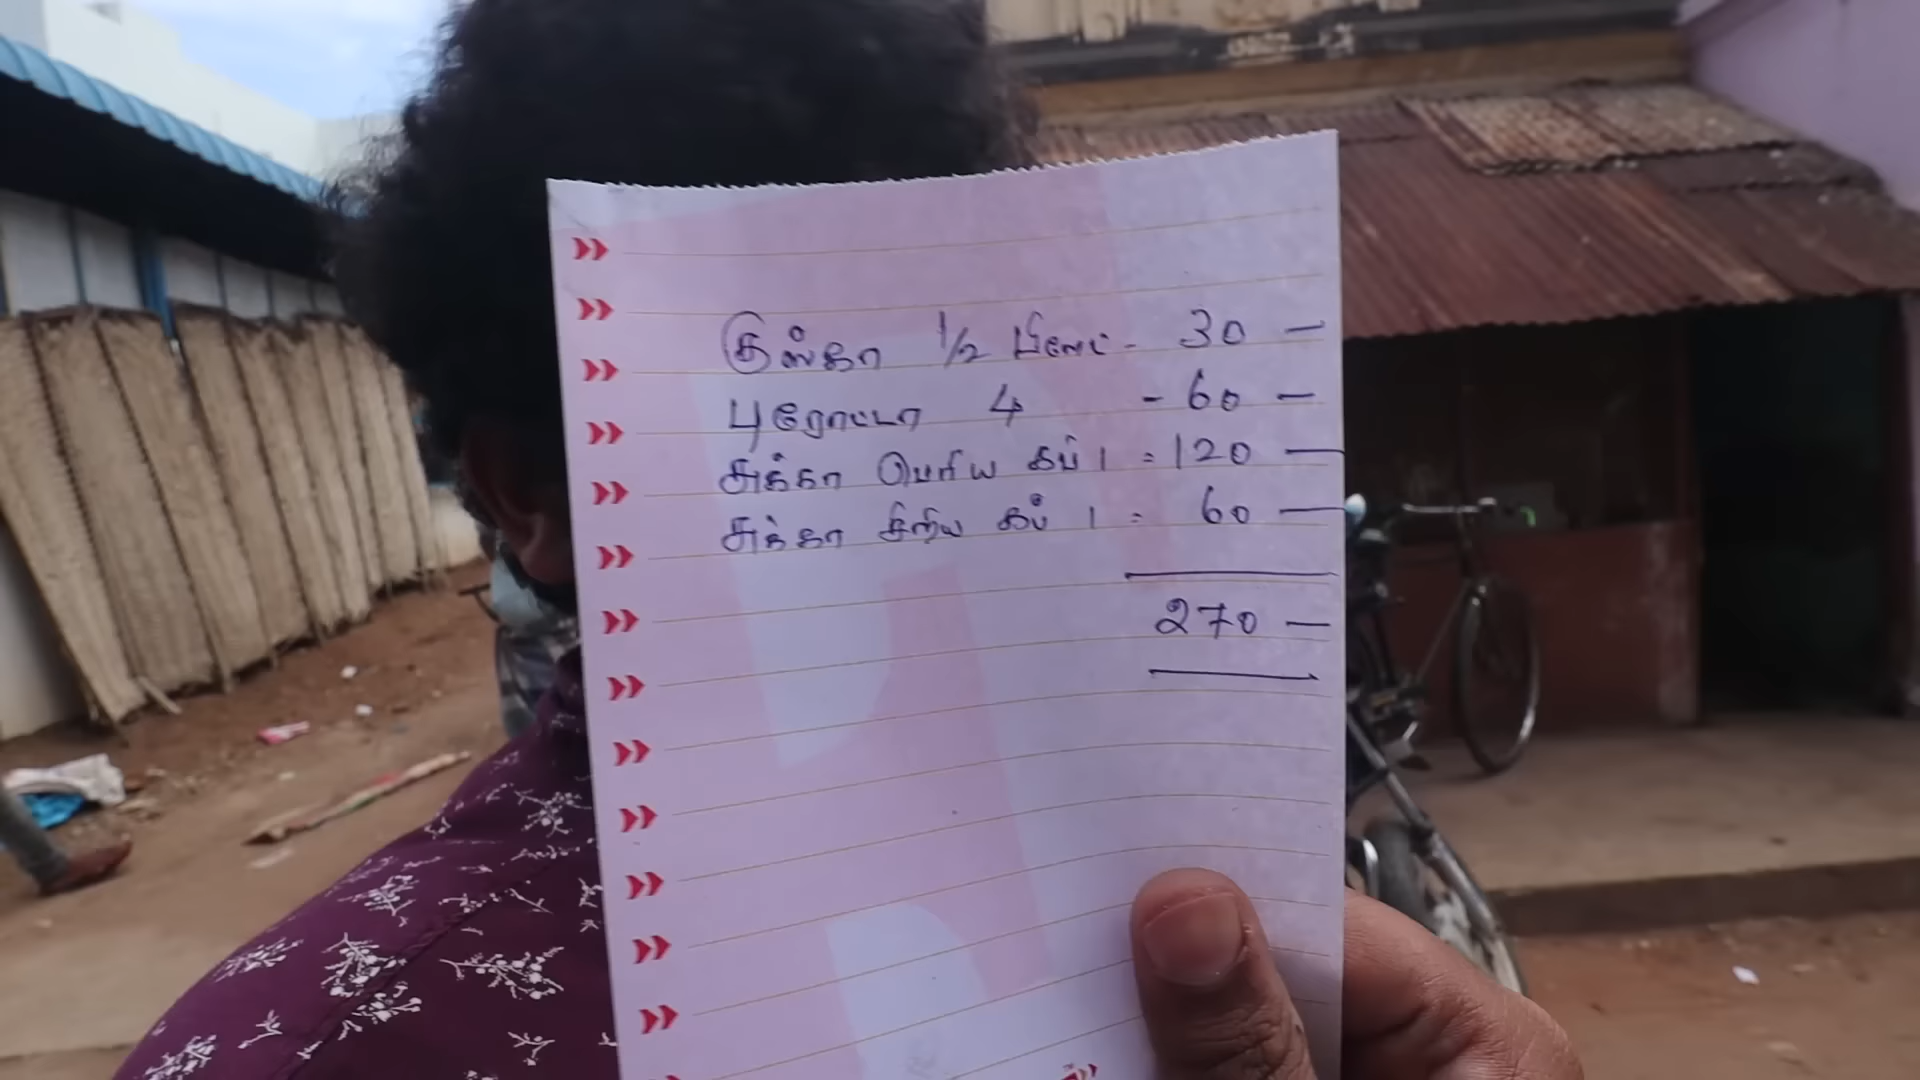 குஸ்கா 1/2 பிளேட் - 30 —
புரோட்டா 4 - 60 —
சுக்கா பெரிய கப் 1 = 120 —
சுக்கா சிறிய கப் 1 = 60 —
270 —